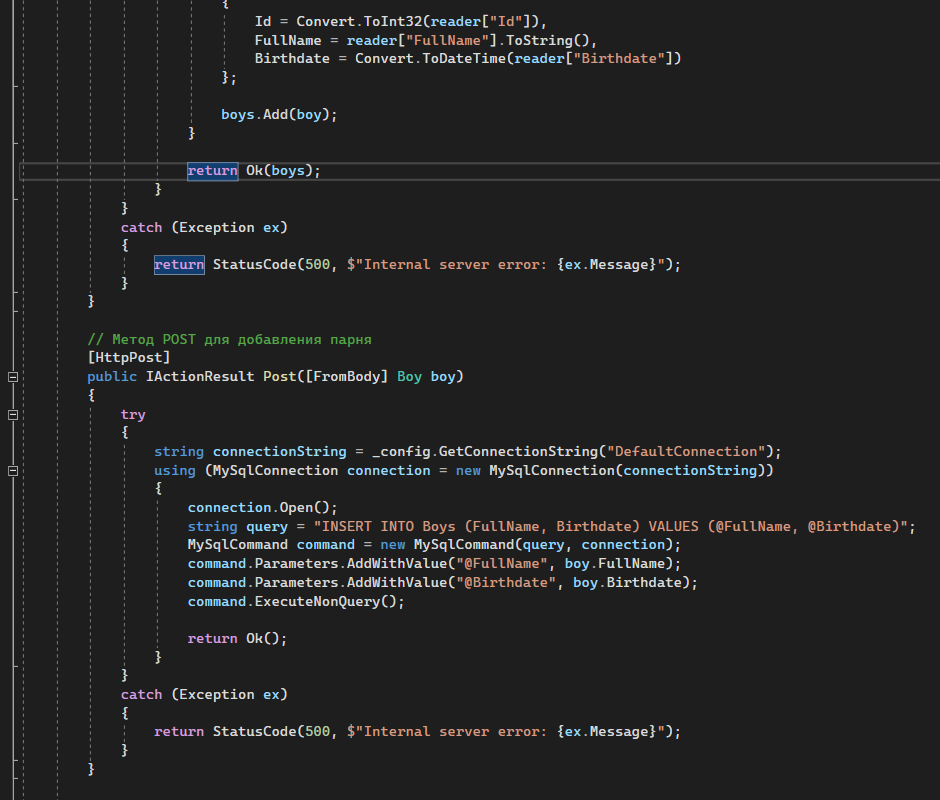 {
Id = Convert.ToInt32(reader["Id"]),
FullName = reader["FullName"].ToString(),
Birthdate = Convert.ToDateTime(reader["Birthdate"])
};
boys.Add(boy);
}
return Ok(boys);
}
}
catch (Exception ex)
{
return StatusCode(500, $"Internal server error: {ex.Message}");
}
}
// Метод POST для добавления парня
[HttpPost]
public IActionResult Post([FromBody] Boy boy)
{
try
{
string connectionString = _config.GetConnectionString("DefaultConnection");
using (MySqlConnection connection = new MySqlConnection(connectionString))
{
connection.Open();
string query = "INSERT INTO Boys (FullName, Birthdate) VALUES (@FullName, @Birthdate)";
MySqlCommand command = new MySqlCommand(query, connection);
command.Parameters.AddWithValue("@FullName", boy.FullName);
command.Parameters.AddWithValue("@Birthdate", boy.Birthdate);
command.ExecuteNonQuery();
return Ok();
}
}
catch (Exception ex)
{
return StatusCode(500, $"Internal server error: {ex.Message}");
}
}